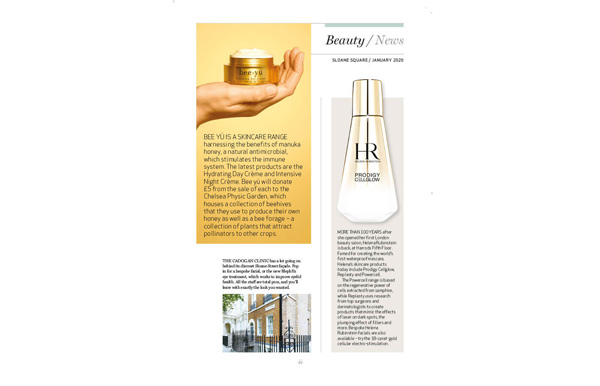 Beauty / News
SLOANE SQUARE / JANUARY 2020
bee·yü
BEE YÜ IS A SKINCARE RANGE
harnessing the benefits of manuka
honey, a natural antimicrobial,
which stimulates the immune
system. The latest products are the
Hydrating Day Crème and Intensive
Night Crème. Bee yü will donate
£5 from the sale of each to the
Chelsea Physic Garden, which
houses a collection of beehives
that they use to produce their own
honey as well as a bee forage – a
collection of plants that attract
pollinators to other crops.
THE CADOGAN CLINIC has a lot going on
behind its discreet Sloane Street façade. Pop
in for a bespoke facial, or the new
eye treatment, which works to improve eyelid
health. All the staff are total pros, and you'll
leave with exactly the look you wanted.
HR
HELENA RUBINSTEIN
PRODIGY
CELLGLOW
MORE THAN 100 YEARS after
she opened her first London
beauty salon, Helena Rubinstein
is back, at Harrods Fifth Floor.
Famed for creating the world's
first waterproof mascara,
Helena's skincare products
today include Prodigy Cellglow,
Replasty and Powercell.
The Powercell range is based
on the regenerative power of
cells extracted from samphire,
while Replasty uses research
from top surgeons and
dermatologists to create
products that mimic the effects
of laser on dark spots, the
plumping effect of fillers and
more. Bespoke Helena
Rubinstein facials are also
available – try the 18-carat-gold
cellular electro-stimulation.